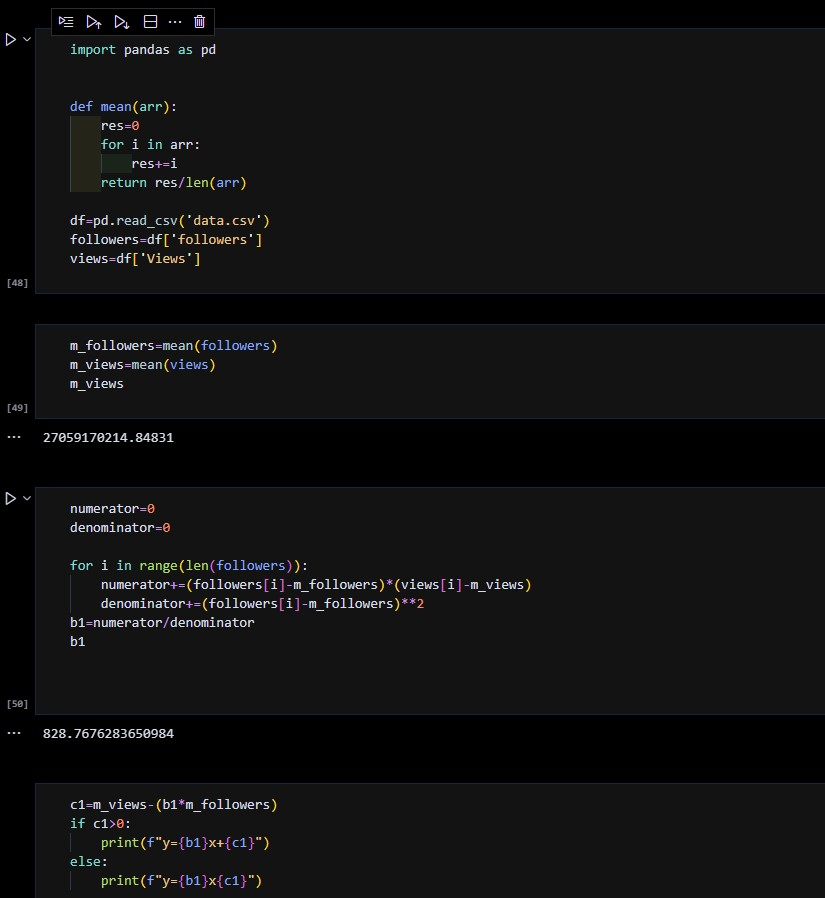 import pandas as pd
def mean(arr):
res=0
for i in arr:
res+=i
return res/len(arr)
df=pd.read_csv('data.csv')
followers=df['followers']
views=df['Views']
[48]
m_followers=mean(followers)
m_views=mean(views)
m_views
[49]
27059170214.84831
numerator=0
denominator=0
for i in range(len(followers)):
numerator+=(followers[i]-m_followers)*(views[i]-m_views)
denominator+=(followers[i]-m_followers)**2
b1=numerator/denominator
b1
[50]
828.7676283650984
c1=m_views-(b1*m_followers)
if c1>0:
print(f"y={b1}x+{c1}")
else:
print(f"y={b1}x{c1}")